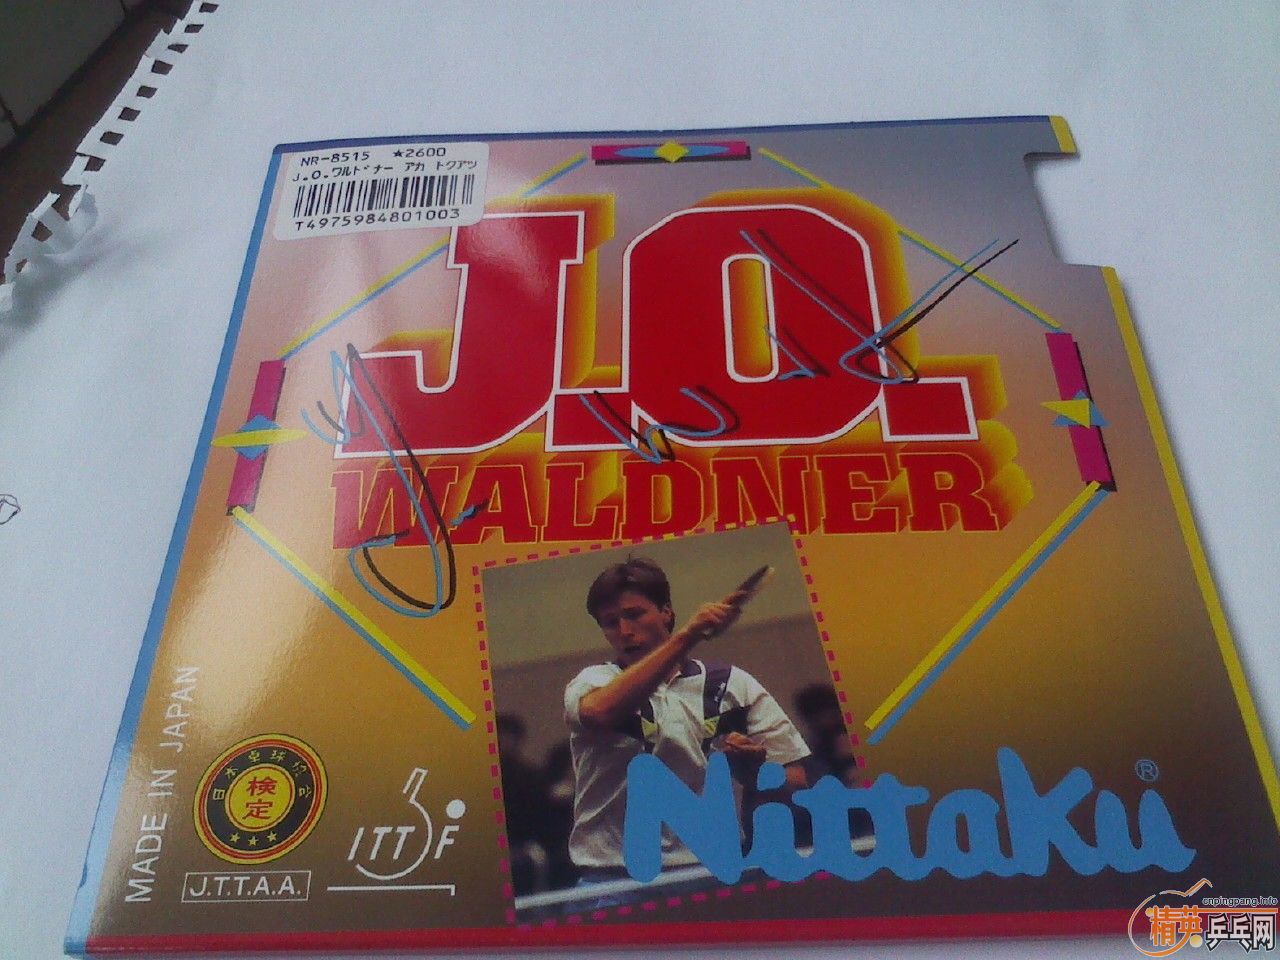 NR-8515 ★2600
J.O.ワルドナー アカ トクアツ
T4975984801003
J.O.
WALDNER
MADE IN JAPAN
検定
★★★
J.T.T.A.A.
ITTF
Nittaku®
cnpingpang.info
精英乒乓网